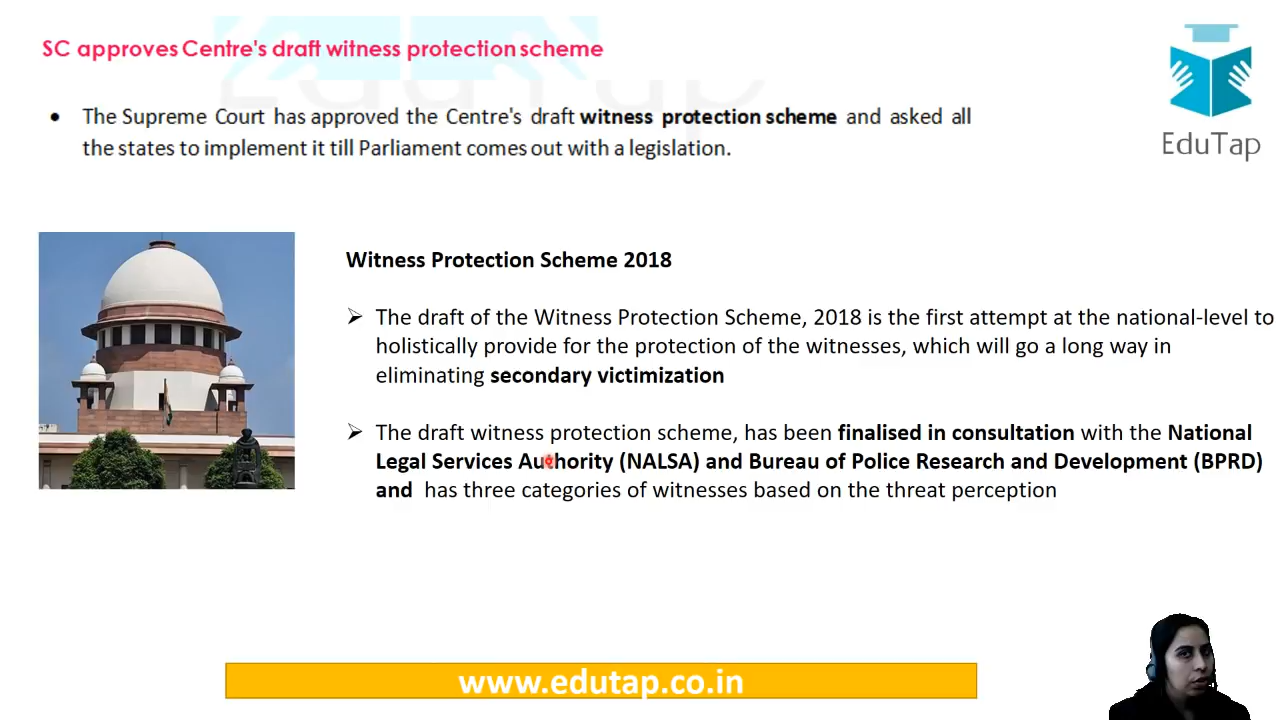 SC approves Centre's draft witness protection scheme
EduTap
• The Supreme Court has approved the Centre's draft witness protection scheme and asked all
the states to implement it till Parliament comes out with a legislation.
EduTap
Witness Protection Scheme 2018
➢ The draft of the Witness Protection Scheme, 2018 is the first attempt at the national-level to
holistically provide for the protection of the witnesses, which will go a long way in
eliminating secondary victimization
➢ The draft witness protection scheme, has been finalised in consultation with the National
Legal Services Authority (NALSA) and Bureau of Police Research and Development (BPRD)
and has three categories of witnesses based on the threat perception
www.edutap.co.in